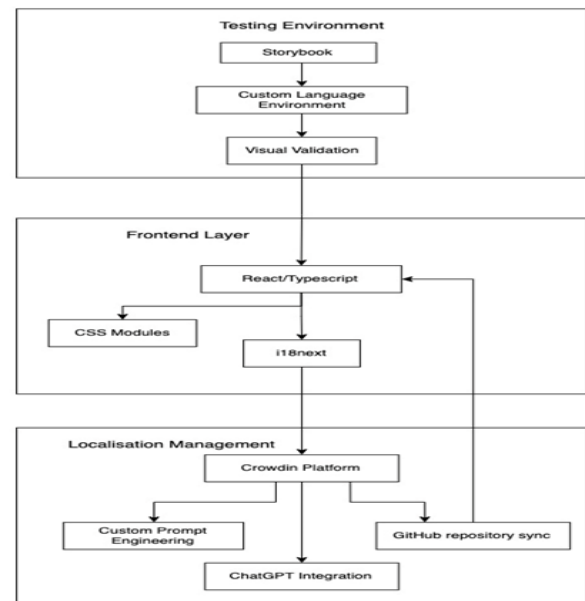 Testing Environment
Storybook
Custom Language
Environment
Visual Validation
Frontend Layer
React/Typescript
CSS Modules
i18next
Localisation Management
Crowdin Platform
Custom Prompt
Engineering
GitHub repository sync
ChatGPT Integration